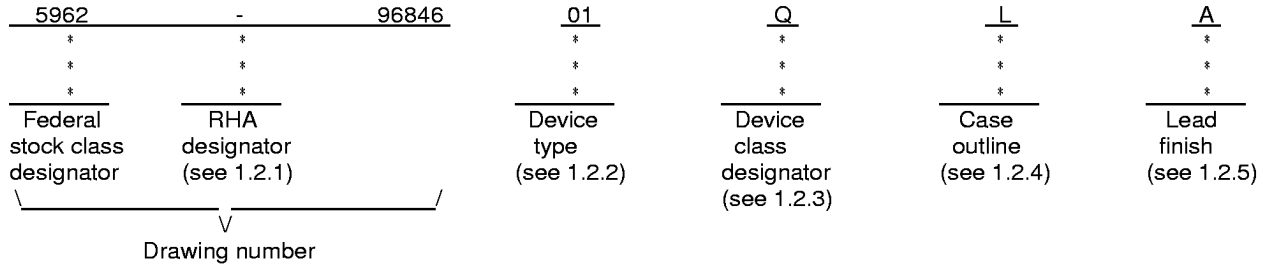 5962 - 96846 01 Q L A
* * * * * *
* * * * * *
* * * * * *
Federal RHA Device Device Case Lead
stock class designator type class outline finish
designator (see 1.2.1) (see 1.2.2) designator (see 1.2.4) (see 1.2.5)
(see 1.2.3)
\ /
\/
Drawing number